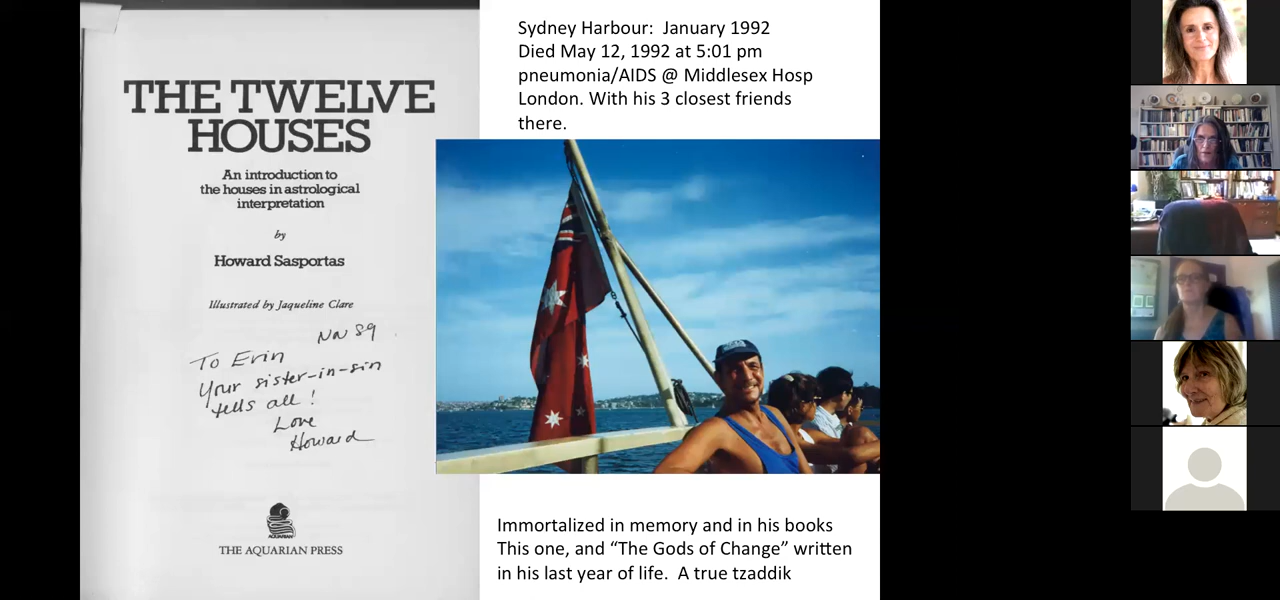 THE TWELVE
HOUSES
An introduction to
the houses in astrological
interpretation
by
Howard Sasportas
Illustrated by Jaqueline Clare
Nov 89
To Erin
Your sister-in-sin
tells all!
Love
Howard
AQUARIAN
THE AQUARIAN PRESS
Sydney Harbour: January 1992
Died May 12, 1992 at 5:01 pm
pneumonia/AIDS @ Middlesex Hosp
London. With his 3 closest friends
there.
Immortalized in memory and in his books
This one, and “The Gods of Change” written
in his last year of life. A true tzaddik